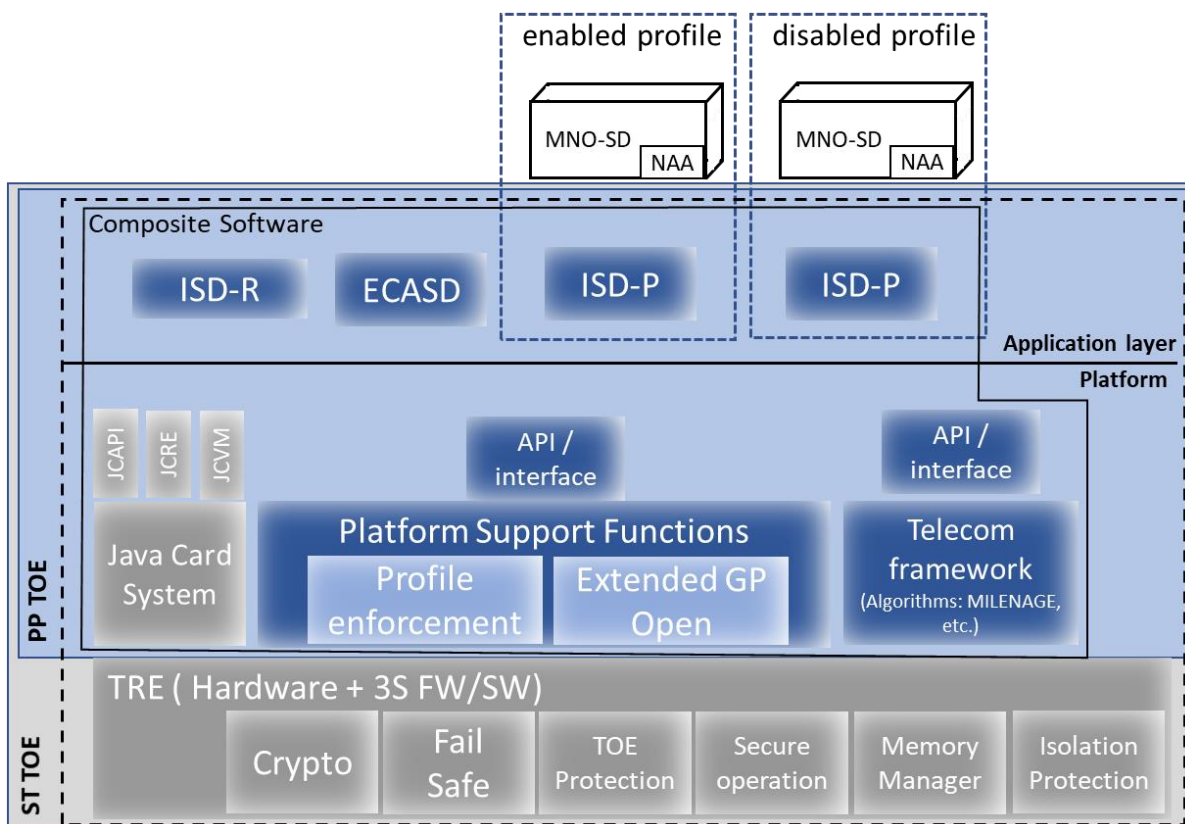 enabled profile
disabled profile
MNO-SD
NAA
MNO-SD
NAA
Composite Software
ISD-R
ECASD
ISD-P
ISD-P
Application layer
Platform
JCAPI
JCRE
JCVM
API /
interface
API /
interface
Java Card
System
Platform Support Functions
Profile
enforcement
Extended GP
Open
Telecom
framework
(Algorithms: MILENAGE,
etc.)
PP TOE
TRE ( Hardware + 3S FW/SW)
Crypto
Fail
Safe
TOE
Protection
Secure
operation
Memory
Manager
Isolation
Protection
ST TOE